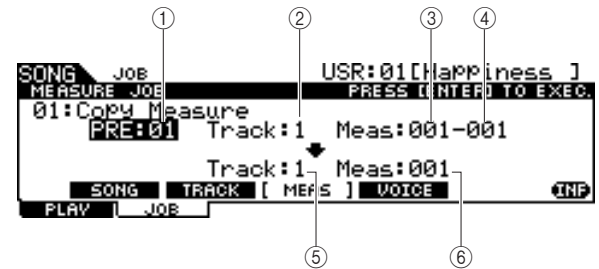 ① ② ③ ④
SONG JOB USR:01[Happiness ]
MEASURE JOB PRESS [ENTER] TO EXEC.
01:Copy Measure
PRE:01 Track:1 Meas:001-001
Track:1 Meas:001
SONG TRACK [ MEAS ] VOICE INF
PLAY JOB
⑤ ⑥